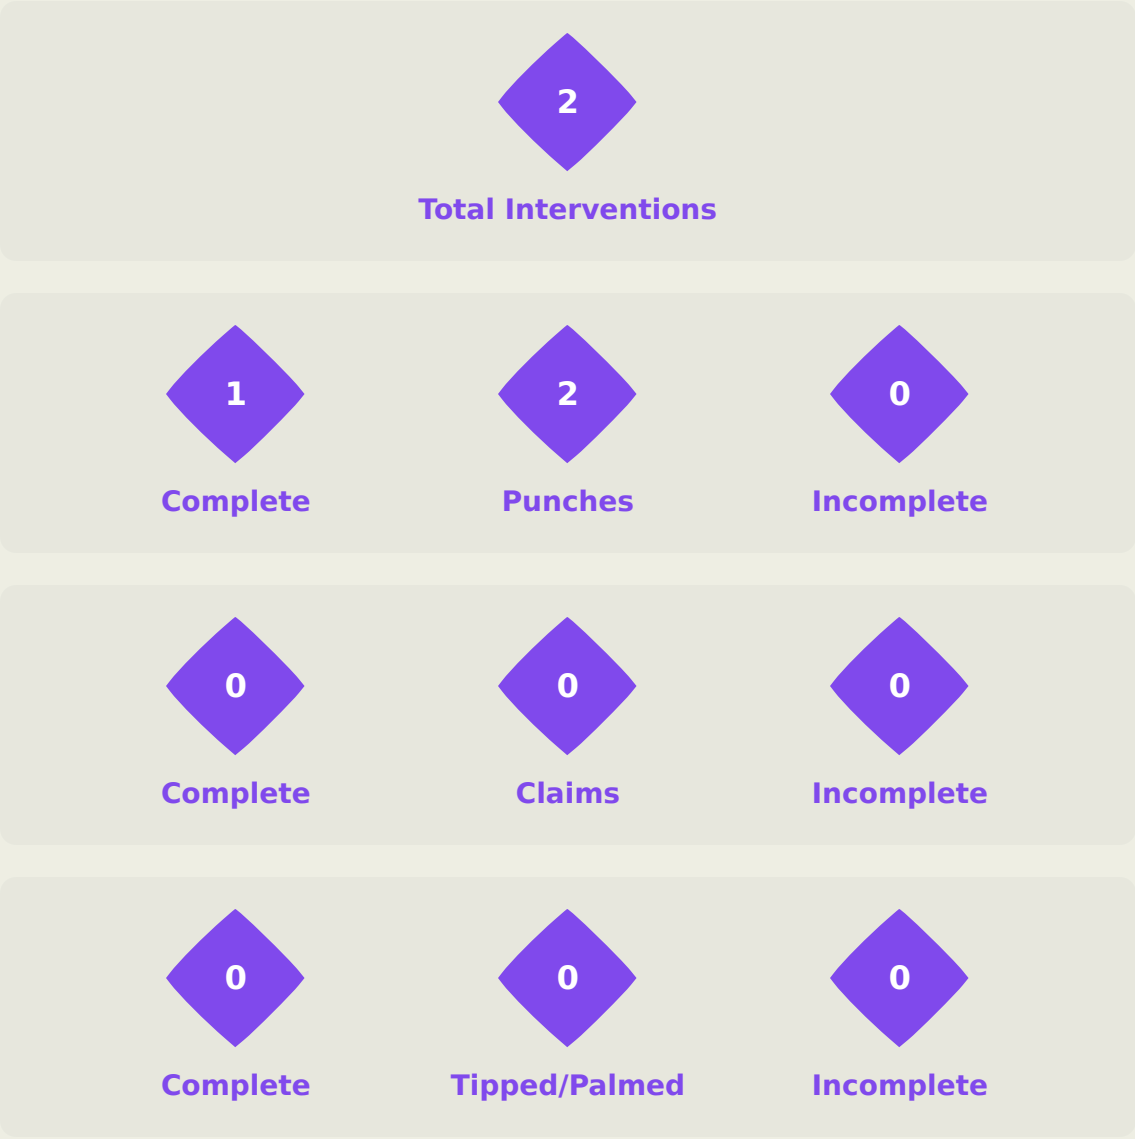 2
Total Interventions
1 2 0
Complete Punches Incomplete
0 0 0
Complete Claims Incomplete
0 0 0
Complete Tipped/Palmed Incomplete